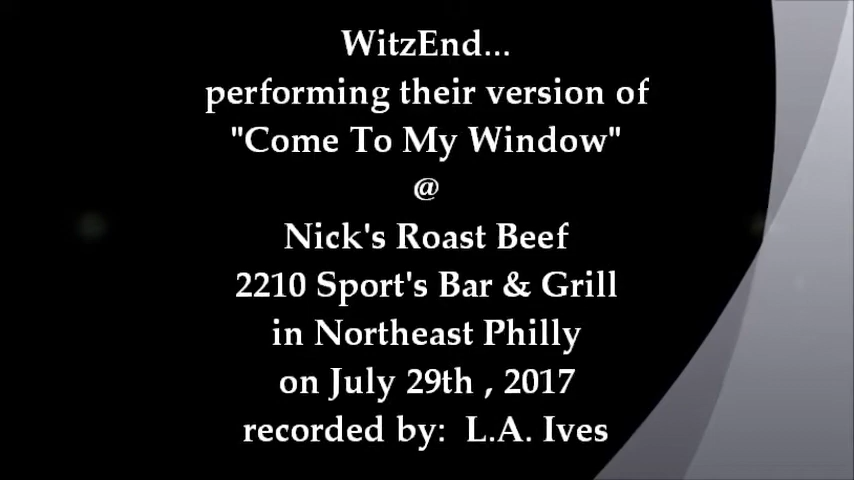 WitzEnd...
performing their version of
"Come To My Window"
@
Nick's Roast Beef
2210 Sport's Bar & Grill
in Northeast Philly
on July 29th , 2017
recorded by:  L.A. Ives